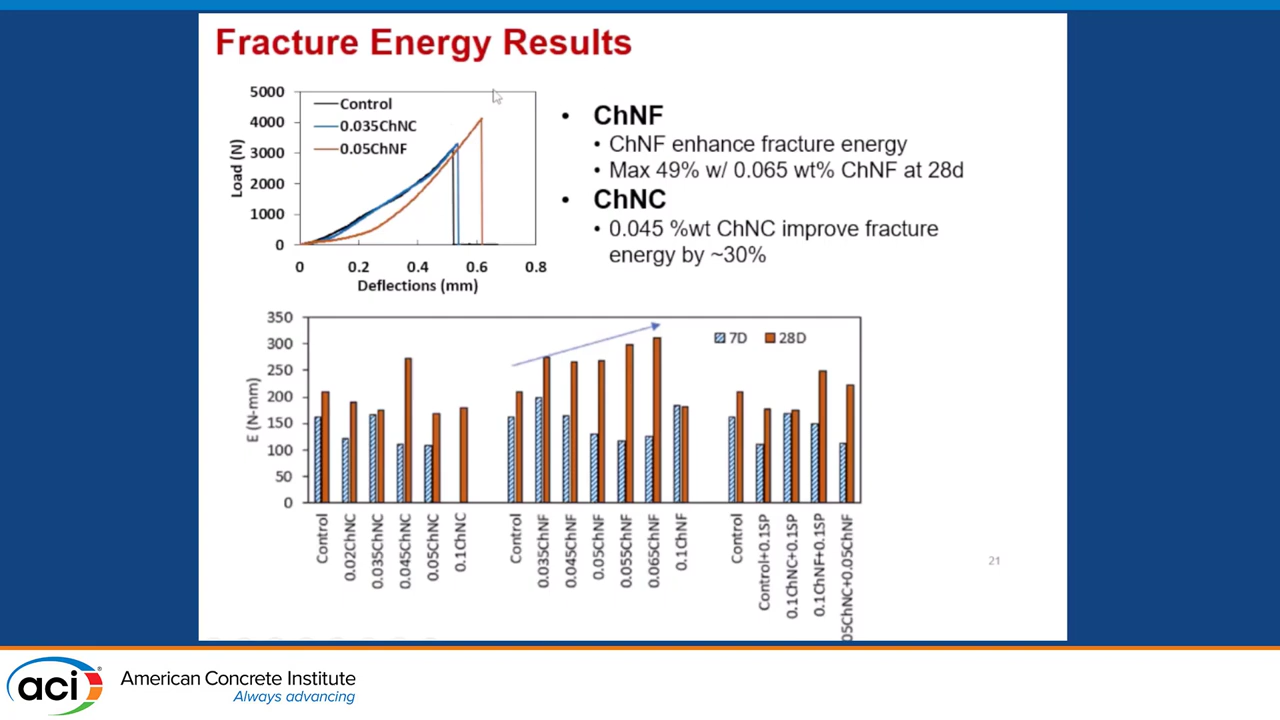 Fracture Energy Results
5000
4000
3000
2000
1000
0
Load (N)
Control
0.035ChNC
0.05ChNF
0 0.2 0.4 0.6 0.8
Deflections (mm)
• ChNF
• ChNF enhance fracture energy
• Max 49% w/ 0.065 wt% ChNF at 28d
• ChNC
• 0.045 %wt ChNC improve fracture
energy by ~30%
350
300
250
200
150
100
50
0
E (N-mm)
7D 28D
Control
0.02ChNC
0.035ChNC
0.045ChNC
0.05ChNC
0.1ChNC
Control
0.035ChNF
0.045ChNF
0.05ChNF
0.055ChNF
0.065ChNF
0.1ChNF
Control
Control+0.1SP
0.1ChNC+0.1SP
0.1ChNF+0.1SP
05ChNC+0.05ChNF
21
aci®
American Concrete Institute
Always advancing